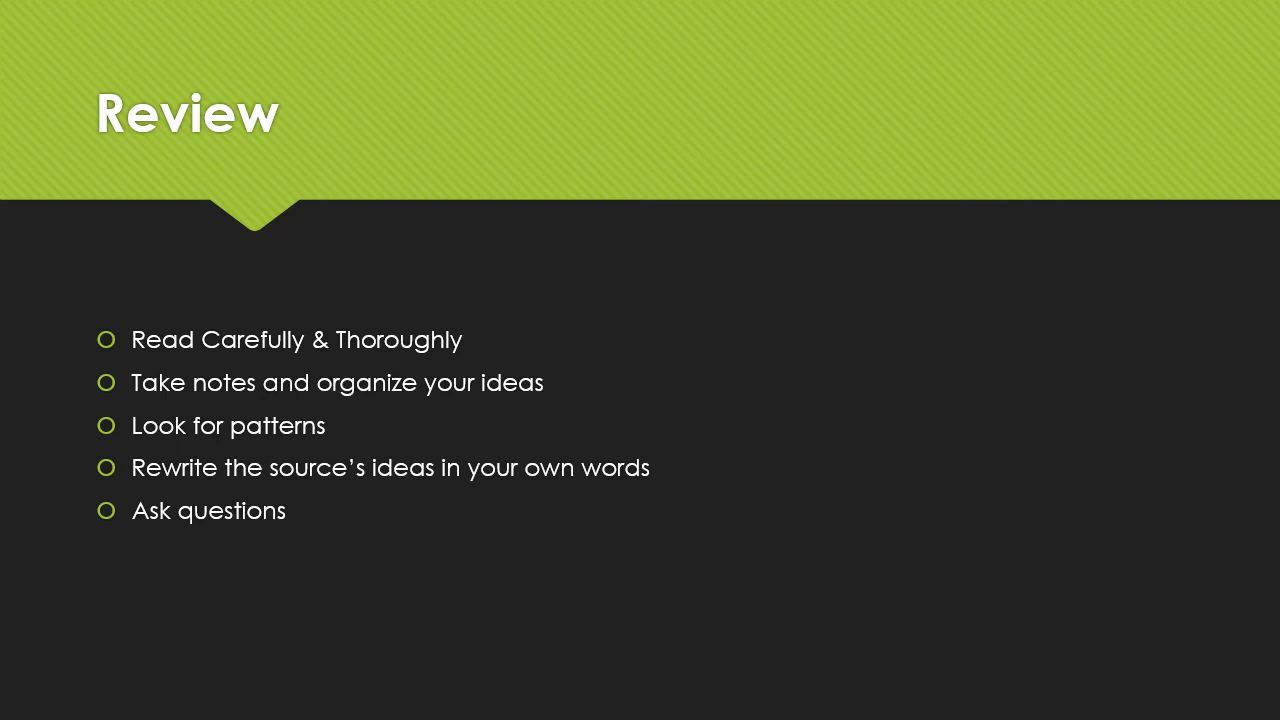 Review
Read Carefully & Thoroughly
Take notes and organize your ideas
Look for patterns
Rewrite the source’s ideas in your own words
Ask questions